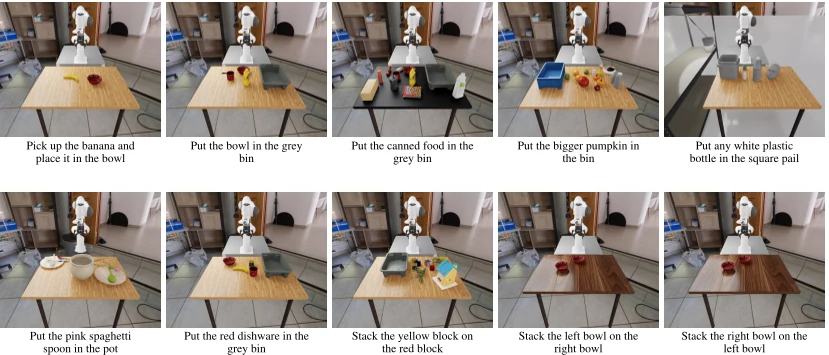 Pick up the banana and
place it in the bowl
Put the bowl in the grey
bin
Put the canned food in the
grey bin
Put the bigger pumpkin in
the bin
Put any white plastic
bottle in the square pail
Put the pink spaghetti
spoon in the pot
Put the red dishware in the
grey bin
Stack the yellow block on
the red block
Stack the left bowl on the
right bowl
Stack the right bowl on the
left bowl